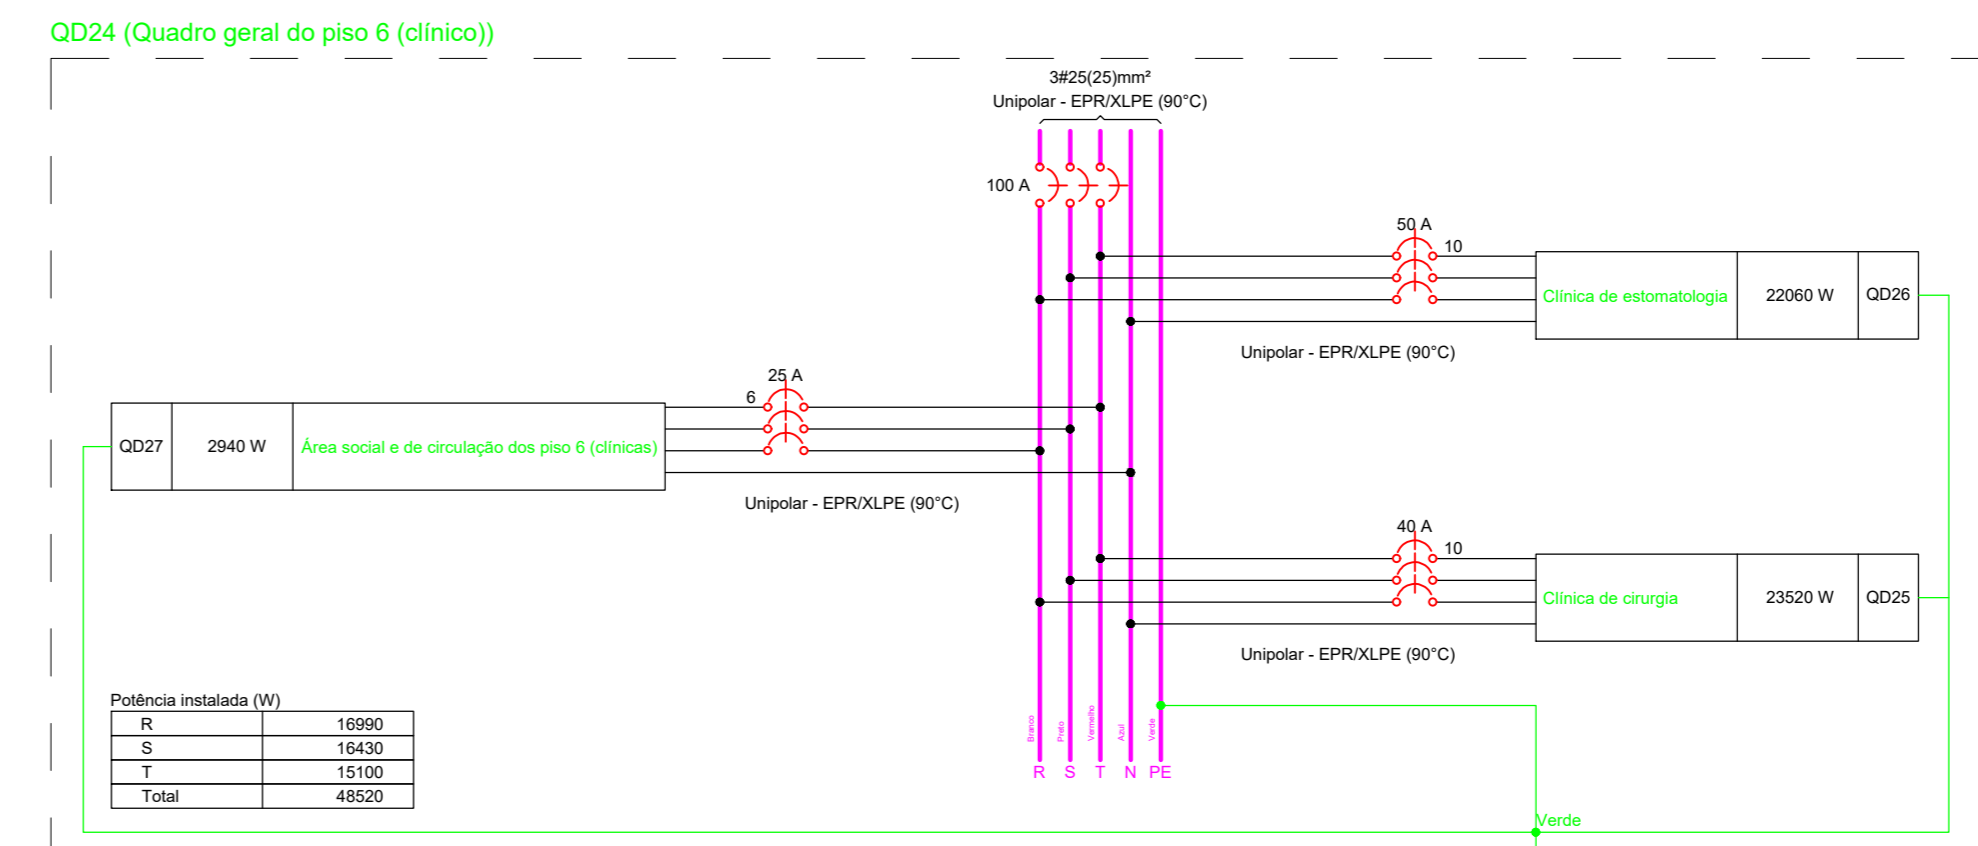 QD24 (Quadro geral do piso 6 (clínico))
3#25(25)mm²
Unipolar - EPR/XLPE (90°C)
100 A
50 A
10
Clínica de estomatologia
22060 W
QD26
Unipolar - EPR/XLPE (90°C)
25 A
6
QD27
2940 W
Área social e de circulação dos piso 6 (clínicas)
Unipolar - EPR/XLPE (90°C)
40 A
10
Clínica de cirurgia
23520 W
QD25
Unipolar - EPR/XLPE (90°C)
Potência instalada (W)
R 16990
S 16430
T 15100
Total 48520
Branco
Preto
Vermelho
Azul
Verde
R S T N PE
Verde